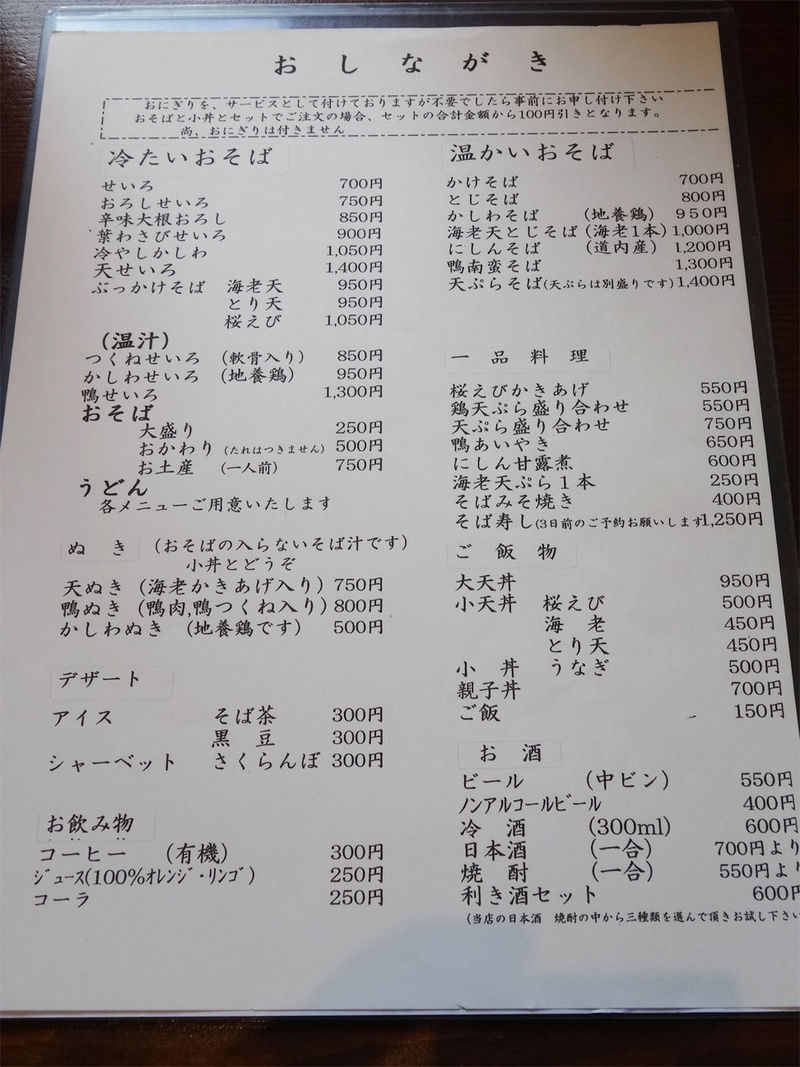 おしながき
おにぎりを、サービスとして付けておりますが不要でしたら事前にお申し付け下さい
おそばと小丼とセットでご注文の場合、セットの合計金額から100円引きとなります。
尚、おにぎりは付きません
冷たいおそば
せいろ 700円
おろしせいろ 750円
辛味大根おろし 850円
葉わさびせいろ 900円
冷やしかしわ 1,050円
天せいろ 1,400円
ぶっかけそば 海老天 950円
とり天 950円
桜えび 1,050円
(温汁)
つくねせいろ (軟骨入り) 850円
かしわせいろ (地養鶏) 950円
鴨せいろ 1,300円
おそば
大盛り 250円
おかわり (たれはつきません) 500円
お土産 (一人前) 750円
うどん
各メニューご用意いたします
ぬき (おそばの入らないそば汁です)
小丼とどうぞ
天ぬき (海老かきあげ入り) 750円
鴨ぬき (鴨肉,鴨つくね入り) 800円
かしわぬき (地養鶏です) 500円
デザート
アイス そば茶 300円
黒豆 300円
シャーベット さくらんぼ 300円
お飲み物
コーヒー (有機) 300円
ジュース(100%オレンジ・リンゴ) 250円
コーラ 250円
温かいおそば
かけそば 700円
とじそば 800円
かしわそば (地養鶏) 950円
海老天とじそば (海老1本) 1,000円
にしんそば (道内産) 1,200円
鴨南蛮そば 1,300円
天ぷらそば(天ぷらは別盛りです) 1,400円
一品料理
桜えびかきあげ 550円
鶏天ぷら盛り合わせ 550円
天ぷら盛り合わせ 750円
鴨あいやき 650円
にしん甘露煮 600円
海老天ぷら1本 250円
そばみそ焼き 400円
そば寿し(3日前のご予約お願いします 1,250円
ご飯物
大天丼 950円
小天丼 桜えび 500円
海老 450円
とり天 450円
小丼 うなぎ 500円
親子丼 700円
ご飯 150円
お酒
ビール (中ビン) 550円
ノンアルコールビール 400円
冷酒 (300ml) 600円
日本酒 (一合) 700円より
焼酎 (一合) 550円より
利き酒セット 600円
(当店の日本酒 焼酎の中から三種類を選んで頂きお試し下さい